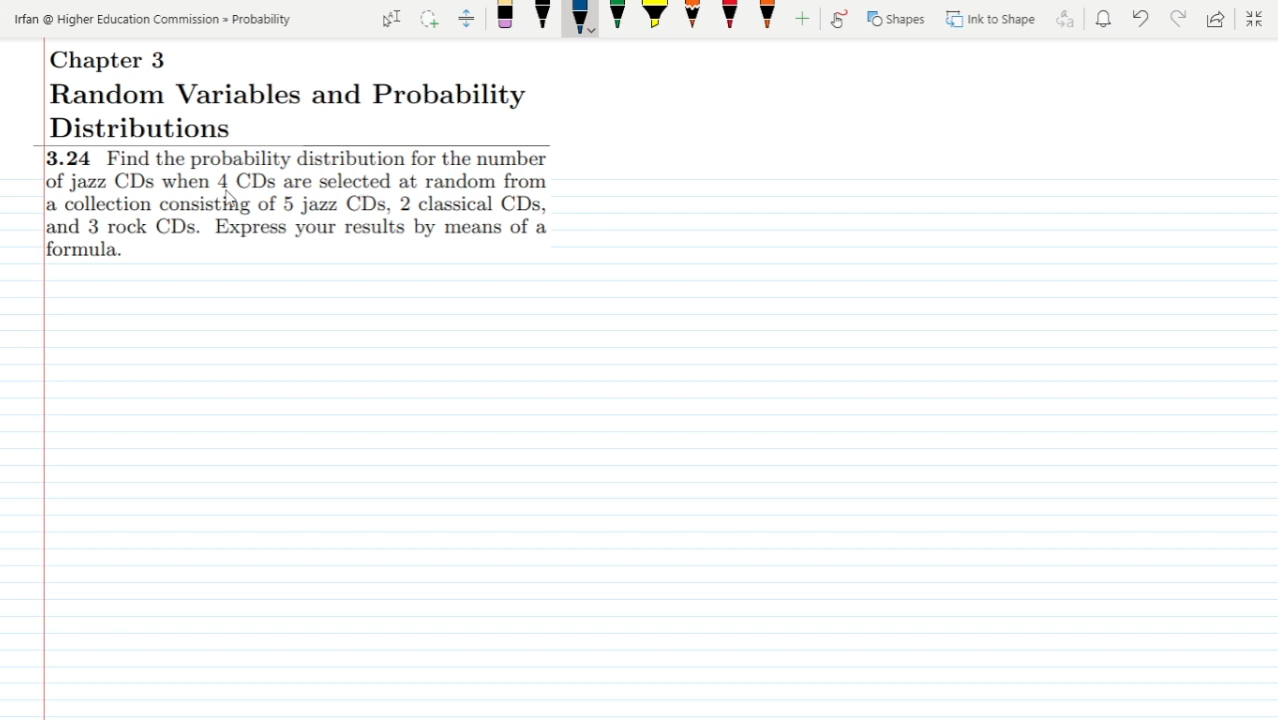 Irfan @ Higher Education Commission » Probability
Shapes
Ink to Shape
Chapter 3
Random Variables and Probability
Distributions
3.24 Find the probability distribution for the number
of jazz CDs when 4 CDs are selected at random from
a collection consisting of 5 jazz CDs, 2 classical CDs,
and 3 rock CDs. Express your results by means of a
formula.